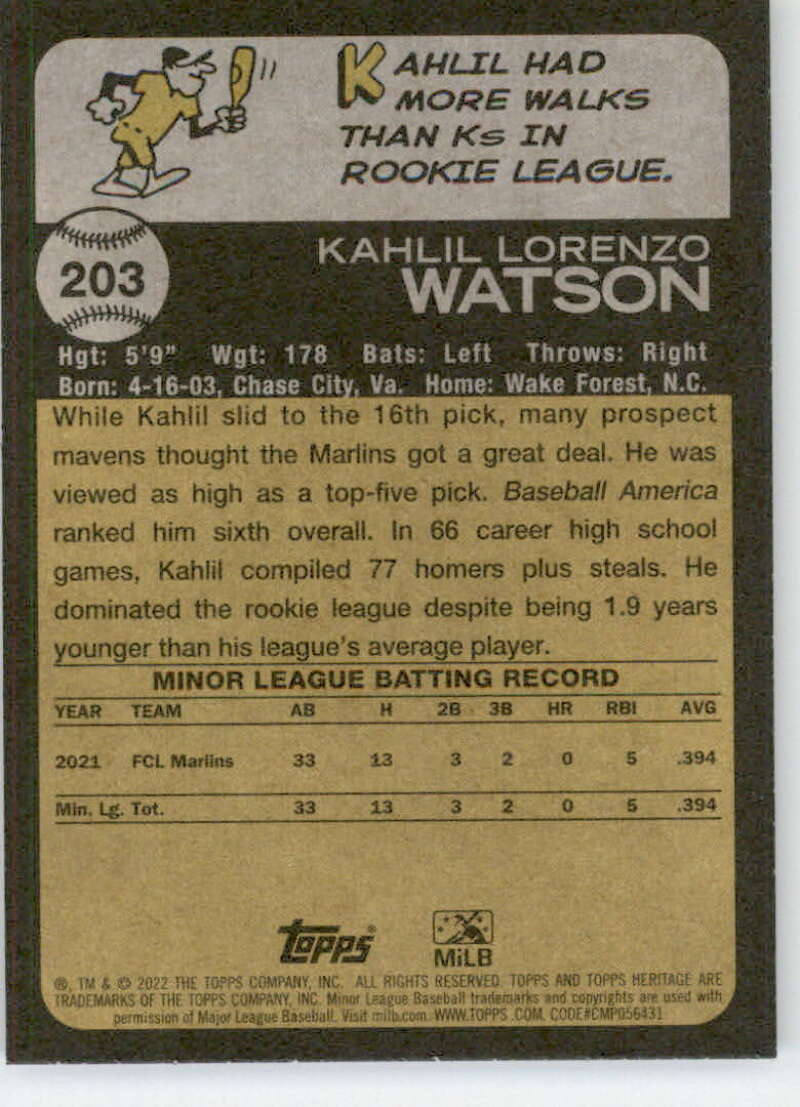 KAHLIL HAD
MORE WALKS
THAN Ks IN
ROOKIE LEAGUE.
203
KAHLIL LORENZO
WATSON
Hgt: 5'9" Wgt: 178 Bats: Left Throws: Right
Born: 4-16-03, Chase City, Va. Home: Wake Forest, N.C.
While Kahlil slid to the 16th pick, many prospect
mavens thought the Marlins got a great deal. He was
viewed as high as a top-five pick. Baseball America
ranked him sixth overall. In 66 career high school
games, Kahlil compiled 77 homers plus steals. He
dominated the rookie league despite being 1.9 years
younger than his league's average player.
MINOR LEAGUE BATTING RECORD
YEAR TEAM AB H 2B 3B HR RBI AVG
2021 FCL Marlins 33 13 3 2 0 5 .394
Min. Lg. Tot. 33 13 3 2 0 5 .394
topps
MiLB
®, TM & © 2022 THE TOPPS COMPANY, INC. ALL RIGHTS RESERVED. TOPPS AND TOPPS HERITAGE ARE
TRADEMARKS OF THE TOPPS COMPANY, INC. Minor League Baseball trademarks and copyrights are used with
permission of Major League Baseball. Visit milb.com. WWW.TOPPS.COM. CODE#CMP056431